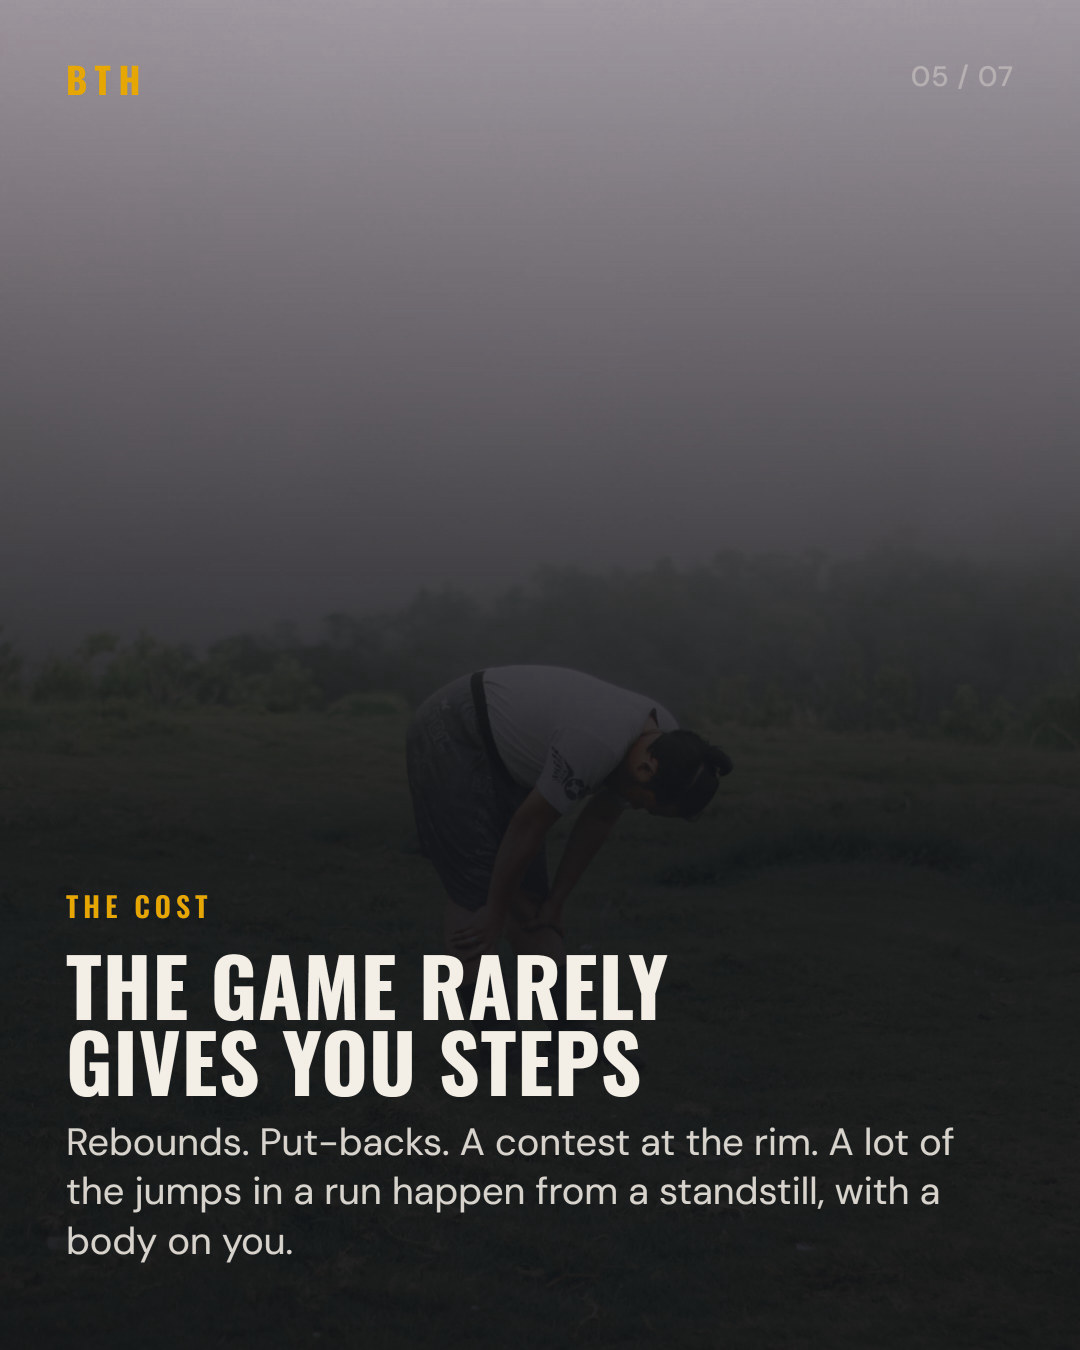 BTH
05 / 07
THE COST
THE GAME RARELY
GIVES YOU STEPS
Rebounds. Put-backs. A contest at the rim. A lot of
the jumps in a run happen from a standstill, with a
body on you.